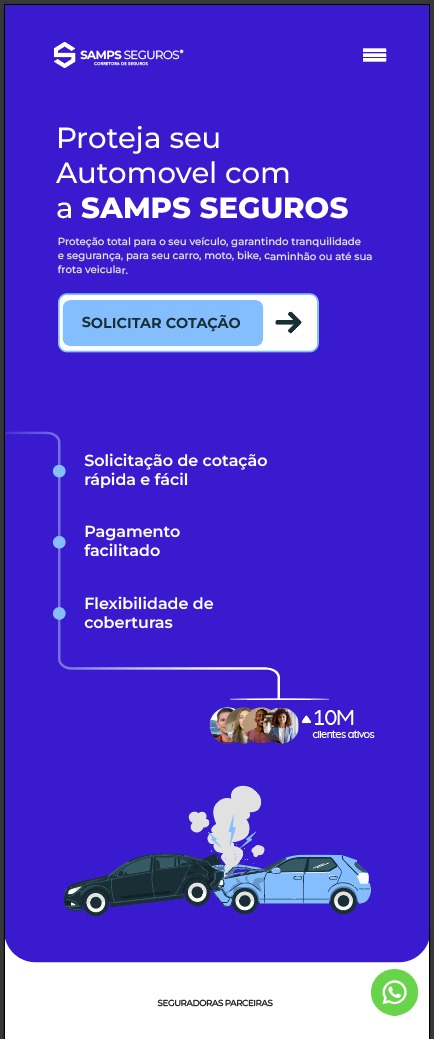 SAMPS SEGUROS®
CORRETORA DE SEGUROS
Proteja seu
Automovel com
a SAMPS SEGUROS
Proteção total para o seu veículo, garantindo tranquilidade
e segurança, para seu carro, moto, bike, caminhão ou até sua
frota veicular.
SOLICITAR COTAÇÃO
Solicitação de cotação
rápida e fácil
Pagamento
facilitado
Flexibilidade de
coberturas
10M
clientes ativos
SEGURADORAS PARCEIRAS